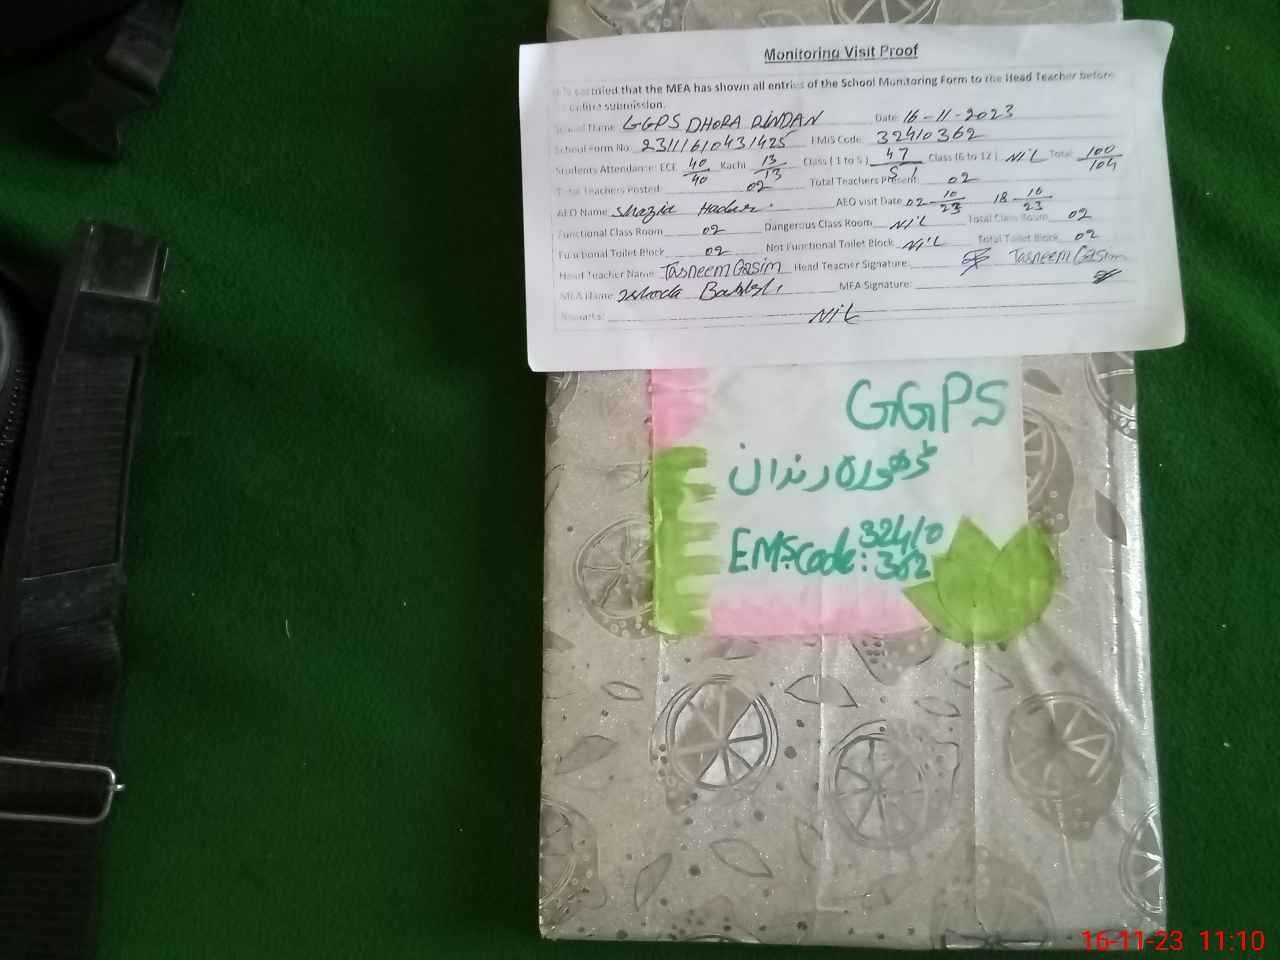 Monitoring Visit Proof
It is certified that the MEA has shown all entries of the School Monitoring Form to the Head Teacher before
online submission.
School Name: GGPS DHORA RINDAN Date: 16-11-2023
School Form No: EMIS Code: 32410362
Students Attendance: ECE 40/40 Kachi 13/13 Class (1 to 5) 47/51 Class (6 to 12) NIL Total 100/104
Total Teachers Posted 02 Total Teachers Present 02
AEO Name Shazia AEO visit Date 02 10/23 18 10/23
Functional Class Room 02 Dangerous Class Room NIL Total Class Room 02
Functional Toilet Block 02 Not Functional Toilet Block NIL Total Toilet Block 02
Head Teacher Name Tasneem Qasim Head Teacher Signature: Tasneem Qasim
MEA Name MEA Signature:
Remarks: NIL
GGPS
ڈھورہ رندان
EMIS Code: 32410
362
16-11-23 11:10